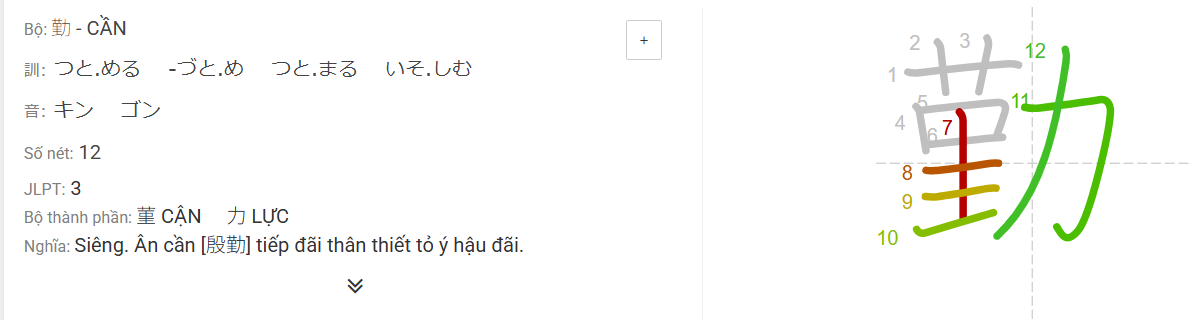 Bộ: 勤 - CẦN
+
訓: つと.める -づとめ つと.まる いそ.しむ
音: キン ゴン
Số nét: 12
JLPT: 3
Bộ thành phần: 菫 CẬN 力 LỰC
Nghĩa: Siêng. Ân cần [殷勤] tiếp đãi thân thiết tỏ ý hậu đãi.
勤
1
2
3
4
5
6
7
8
9
10
11
12